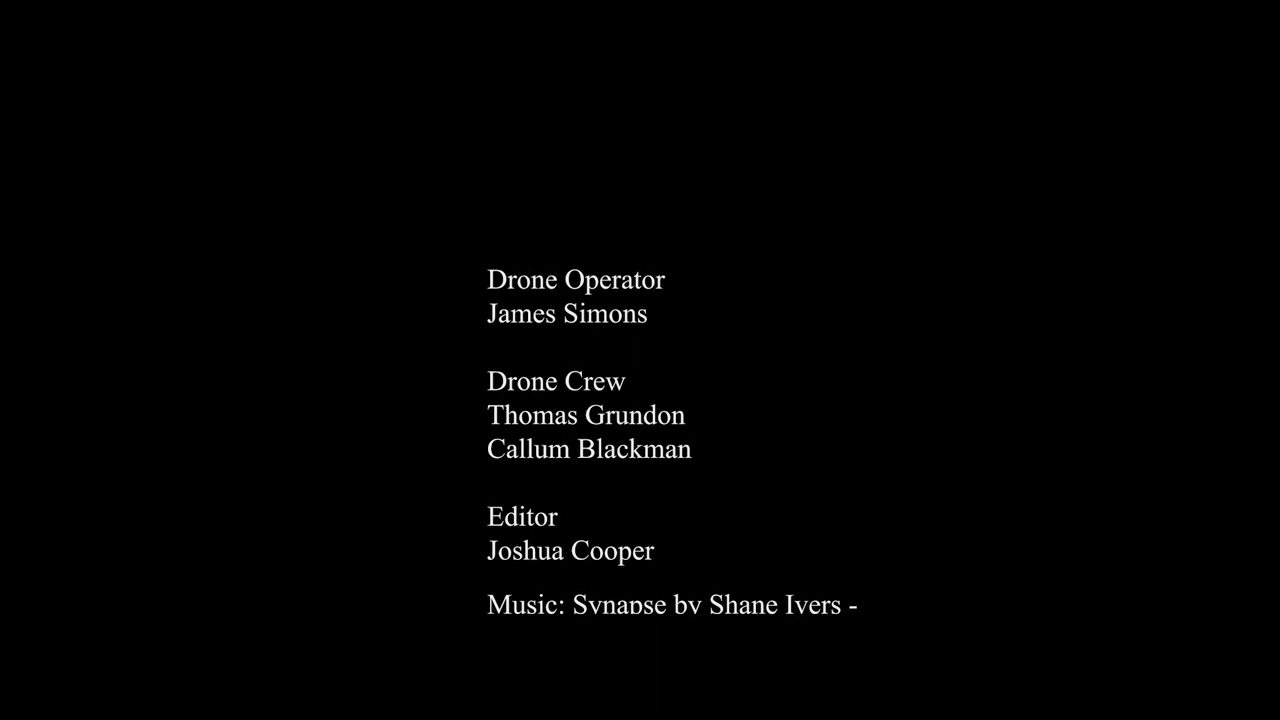 Drone Operator
James Simons
Drone Crew
Thomas Grundon
Callum Blackman
Editor
Joshua Cooper
Music: Synapse by Shane Ivers -